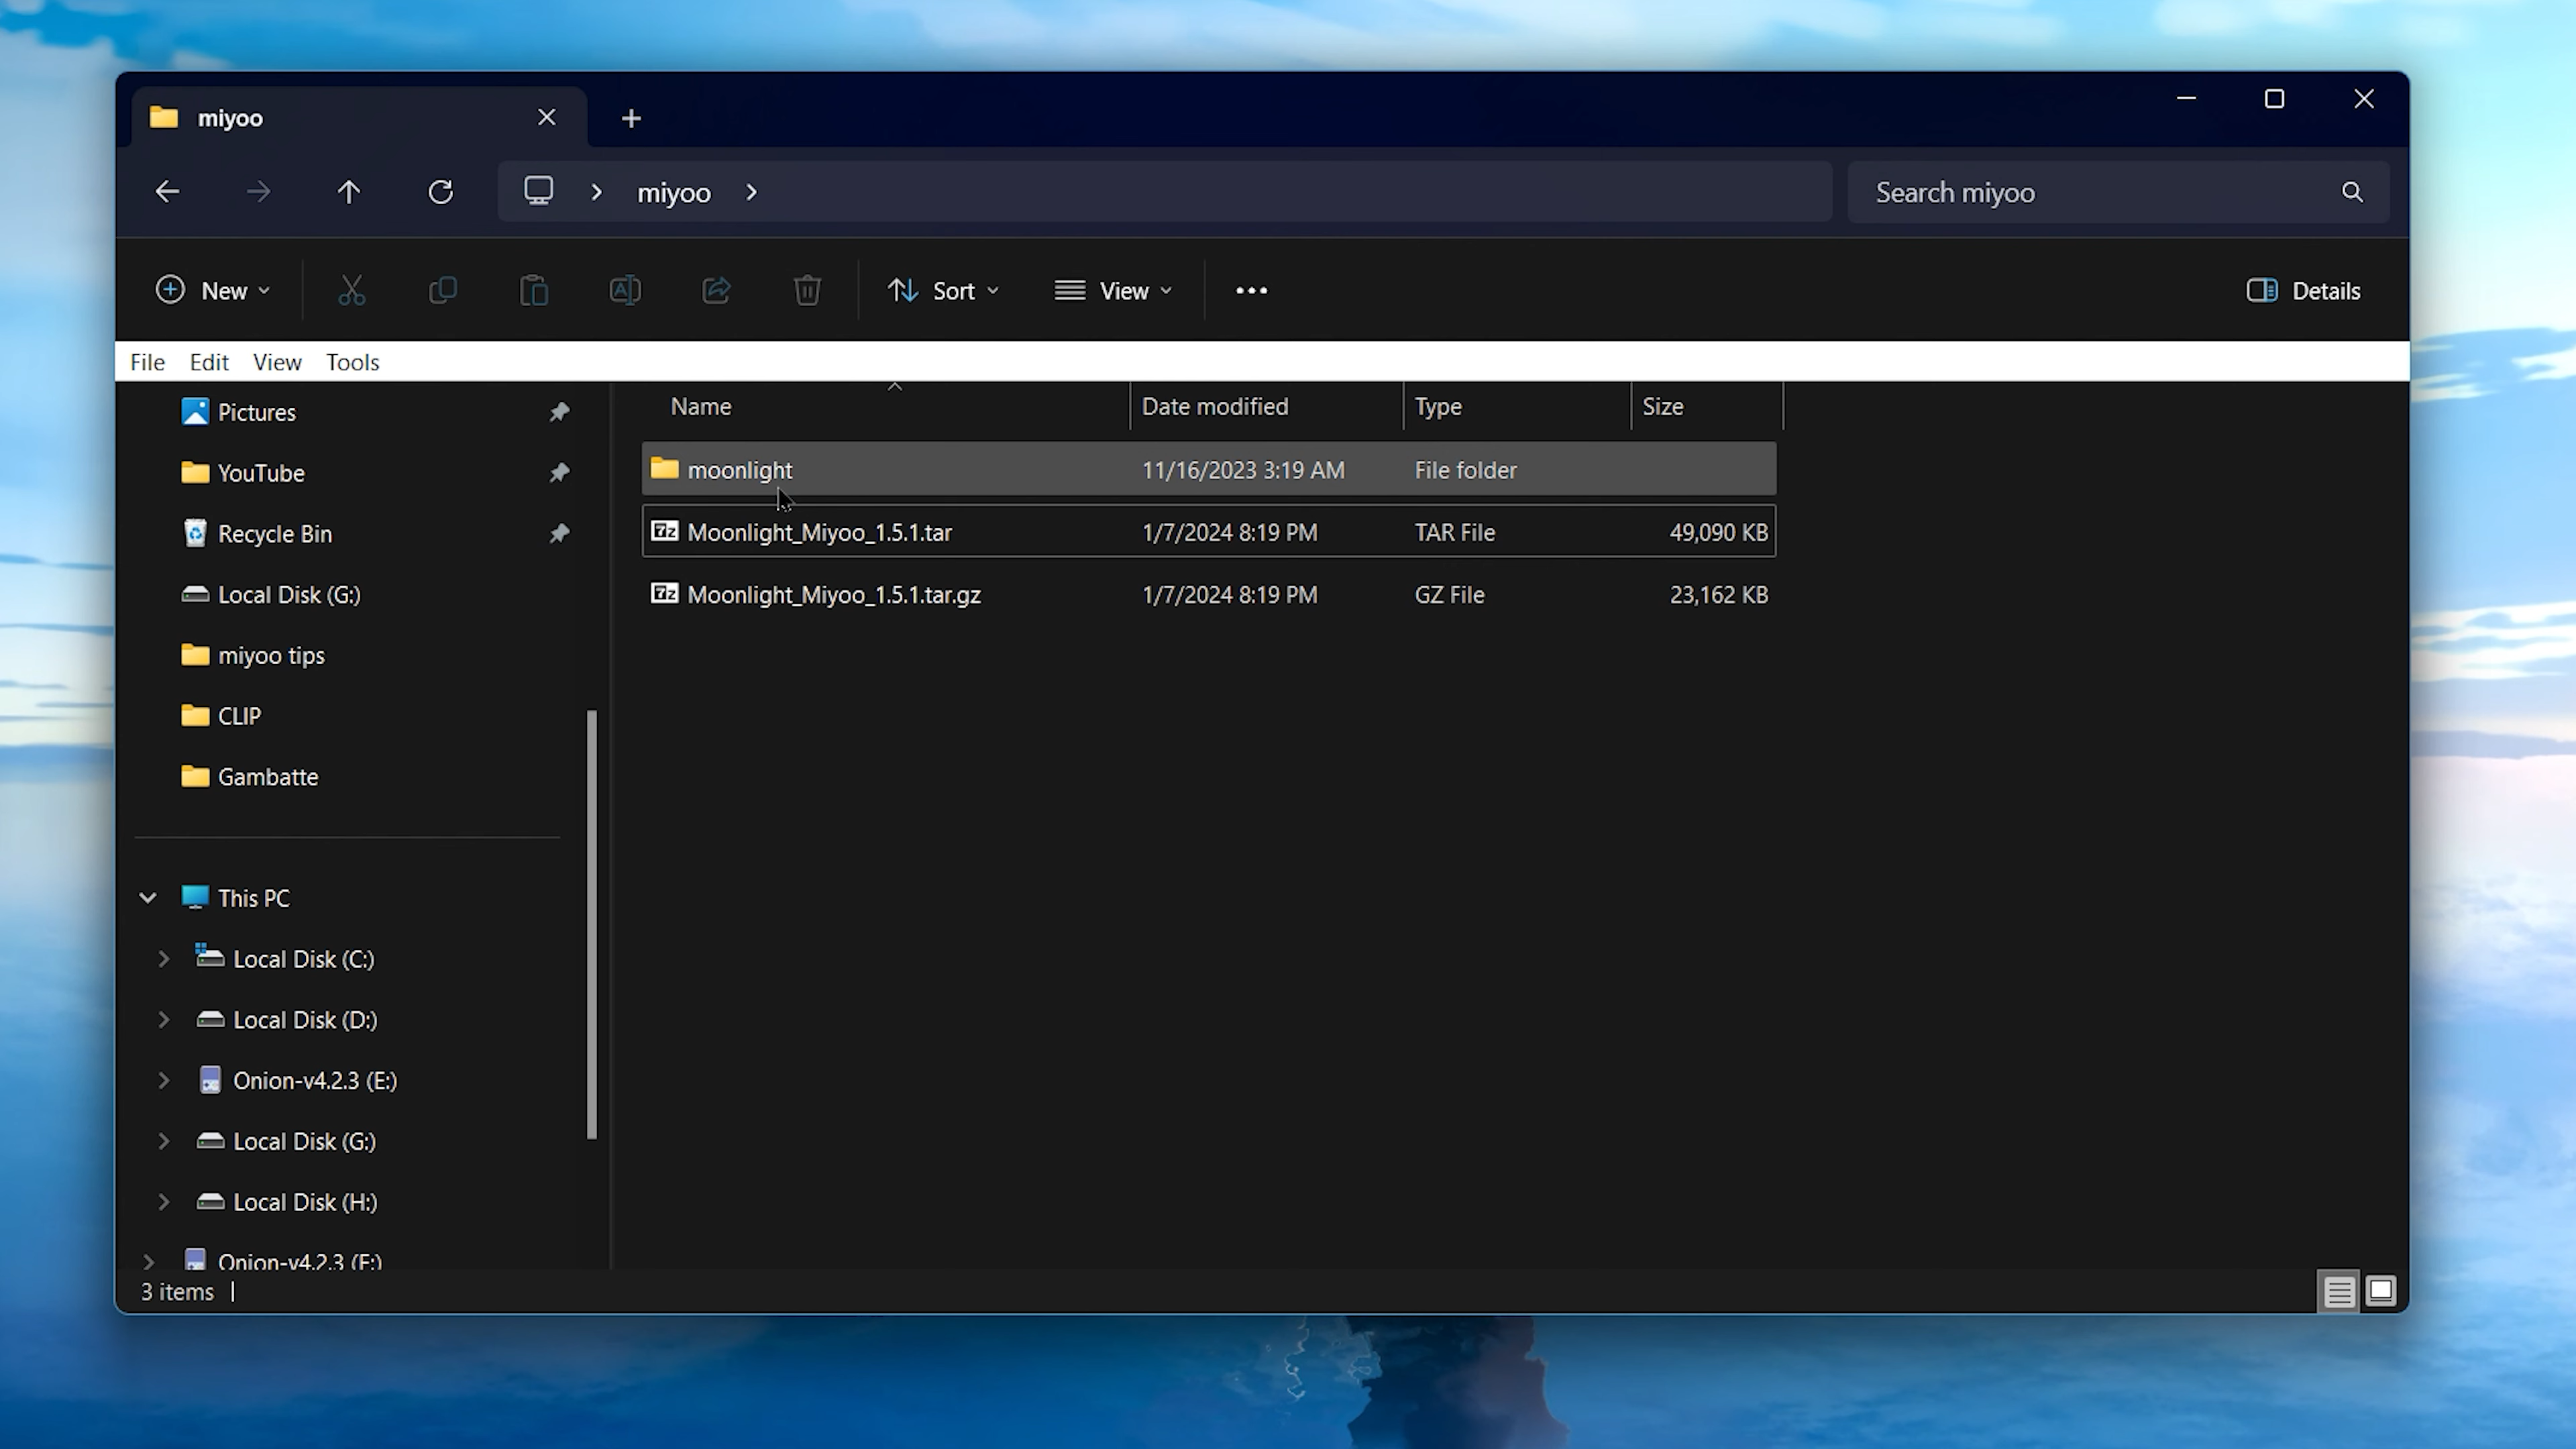 miyoo
miyoo
Search miyoo
New
Sort
View
Details
File Edit View Tools
Name Date modified Type Size
Pictures
YouTube
Recycle Bin
Local Disk (G:)
miyoo tips
CLIP
Gambatte
This PC
Local Disk (C:)
Local Disk (D:)
Onion-v4.2.3 (E:)
Local Disk (G:)
Local Disk (H:)
Onion-v4.2.3 (E:)
moonlight 11/16/2023 3:19 AM File folder
7z Moonlight_Miyoo_1.5.1.tar 1/7/2024 8:19 PM TAR File 49,090 KB
7z Moonlight_Miyoo_1.5.1.tar.gz 1/7/2024 8:19 PM GZ File 23,162 KB
3 items